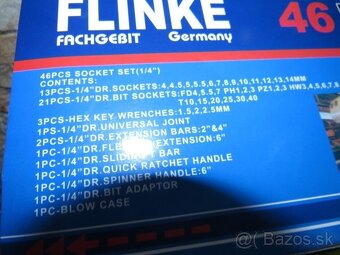 FLINKE
46
FACHGEBIT Germany
46PCS SOCKET SET(1/4")
CONTENTS:
13PCS-1/4"DR.SOCKETS:4,4.5,5,5.5,6,7,8,9,10,11,12,13,14MM
21PCS-1/4"DR.BIT SOCKETS:FD4,5.5,7 PH1,2,3 PZ1,2,3 HW3,4,5,6,7,8
T10,15,20,25,30,40
3PCS-HEX KEY WRENCHES:1.5,2,2.5MM
1PS-1/4"DR.UNIVERSAL JOINT
2PCS-1/4"DR.EXTENSION BARS:2"&4"
1PC-1/4"DR.FLE EXTENSION:6"
1PC-1/4"DR.SLIDING T BAR
1PC-1/4"DR.QUICK RATCHET HANDLE
1PC-1/4"DR.SPINNER HANDLE:6"
1PC-1/4"DR.BIT ADAPTOR
1PC-BLOW CASE
Bazos.sk